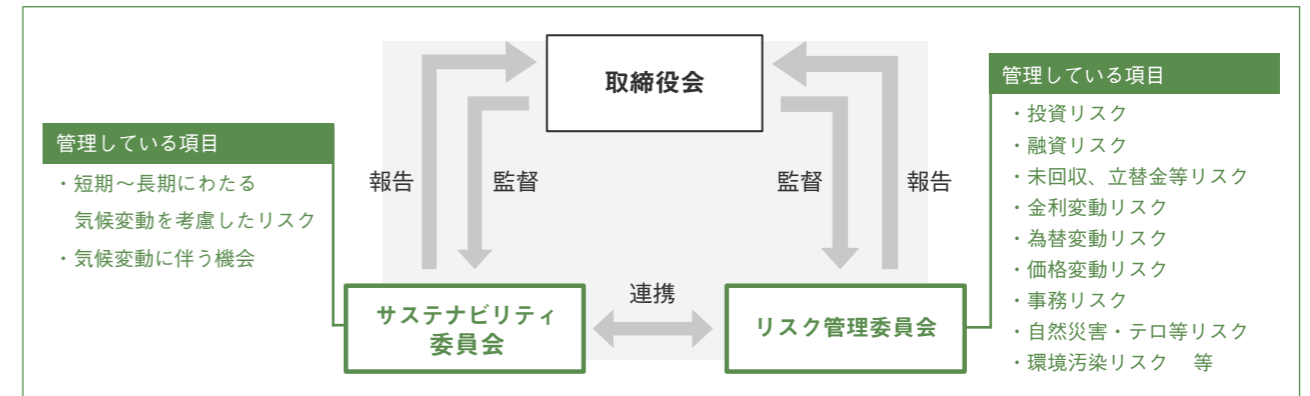 取締役会
管理している項目
・短期～長期にわたる
気候変動を考慮したリスク
・気候変動に伴う機会
報告
監督
監督
報告
サステナビリティ
委員会
連携
リスク管理委員会
管理している項目
・投資リスク
・融資リスク
・未回収、立替金等リスク
・金利変動リスク
・為替変動リスク
・価格変動リスク
・事務リスク
・自然災害・テロ等リスク
・環境汚染リスク　等